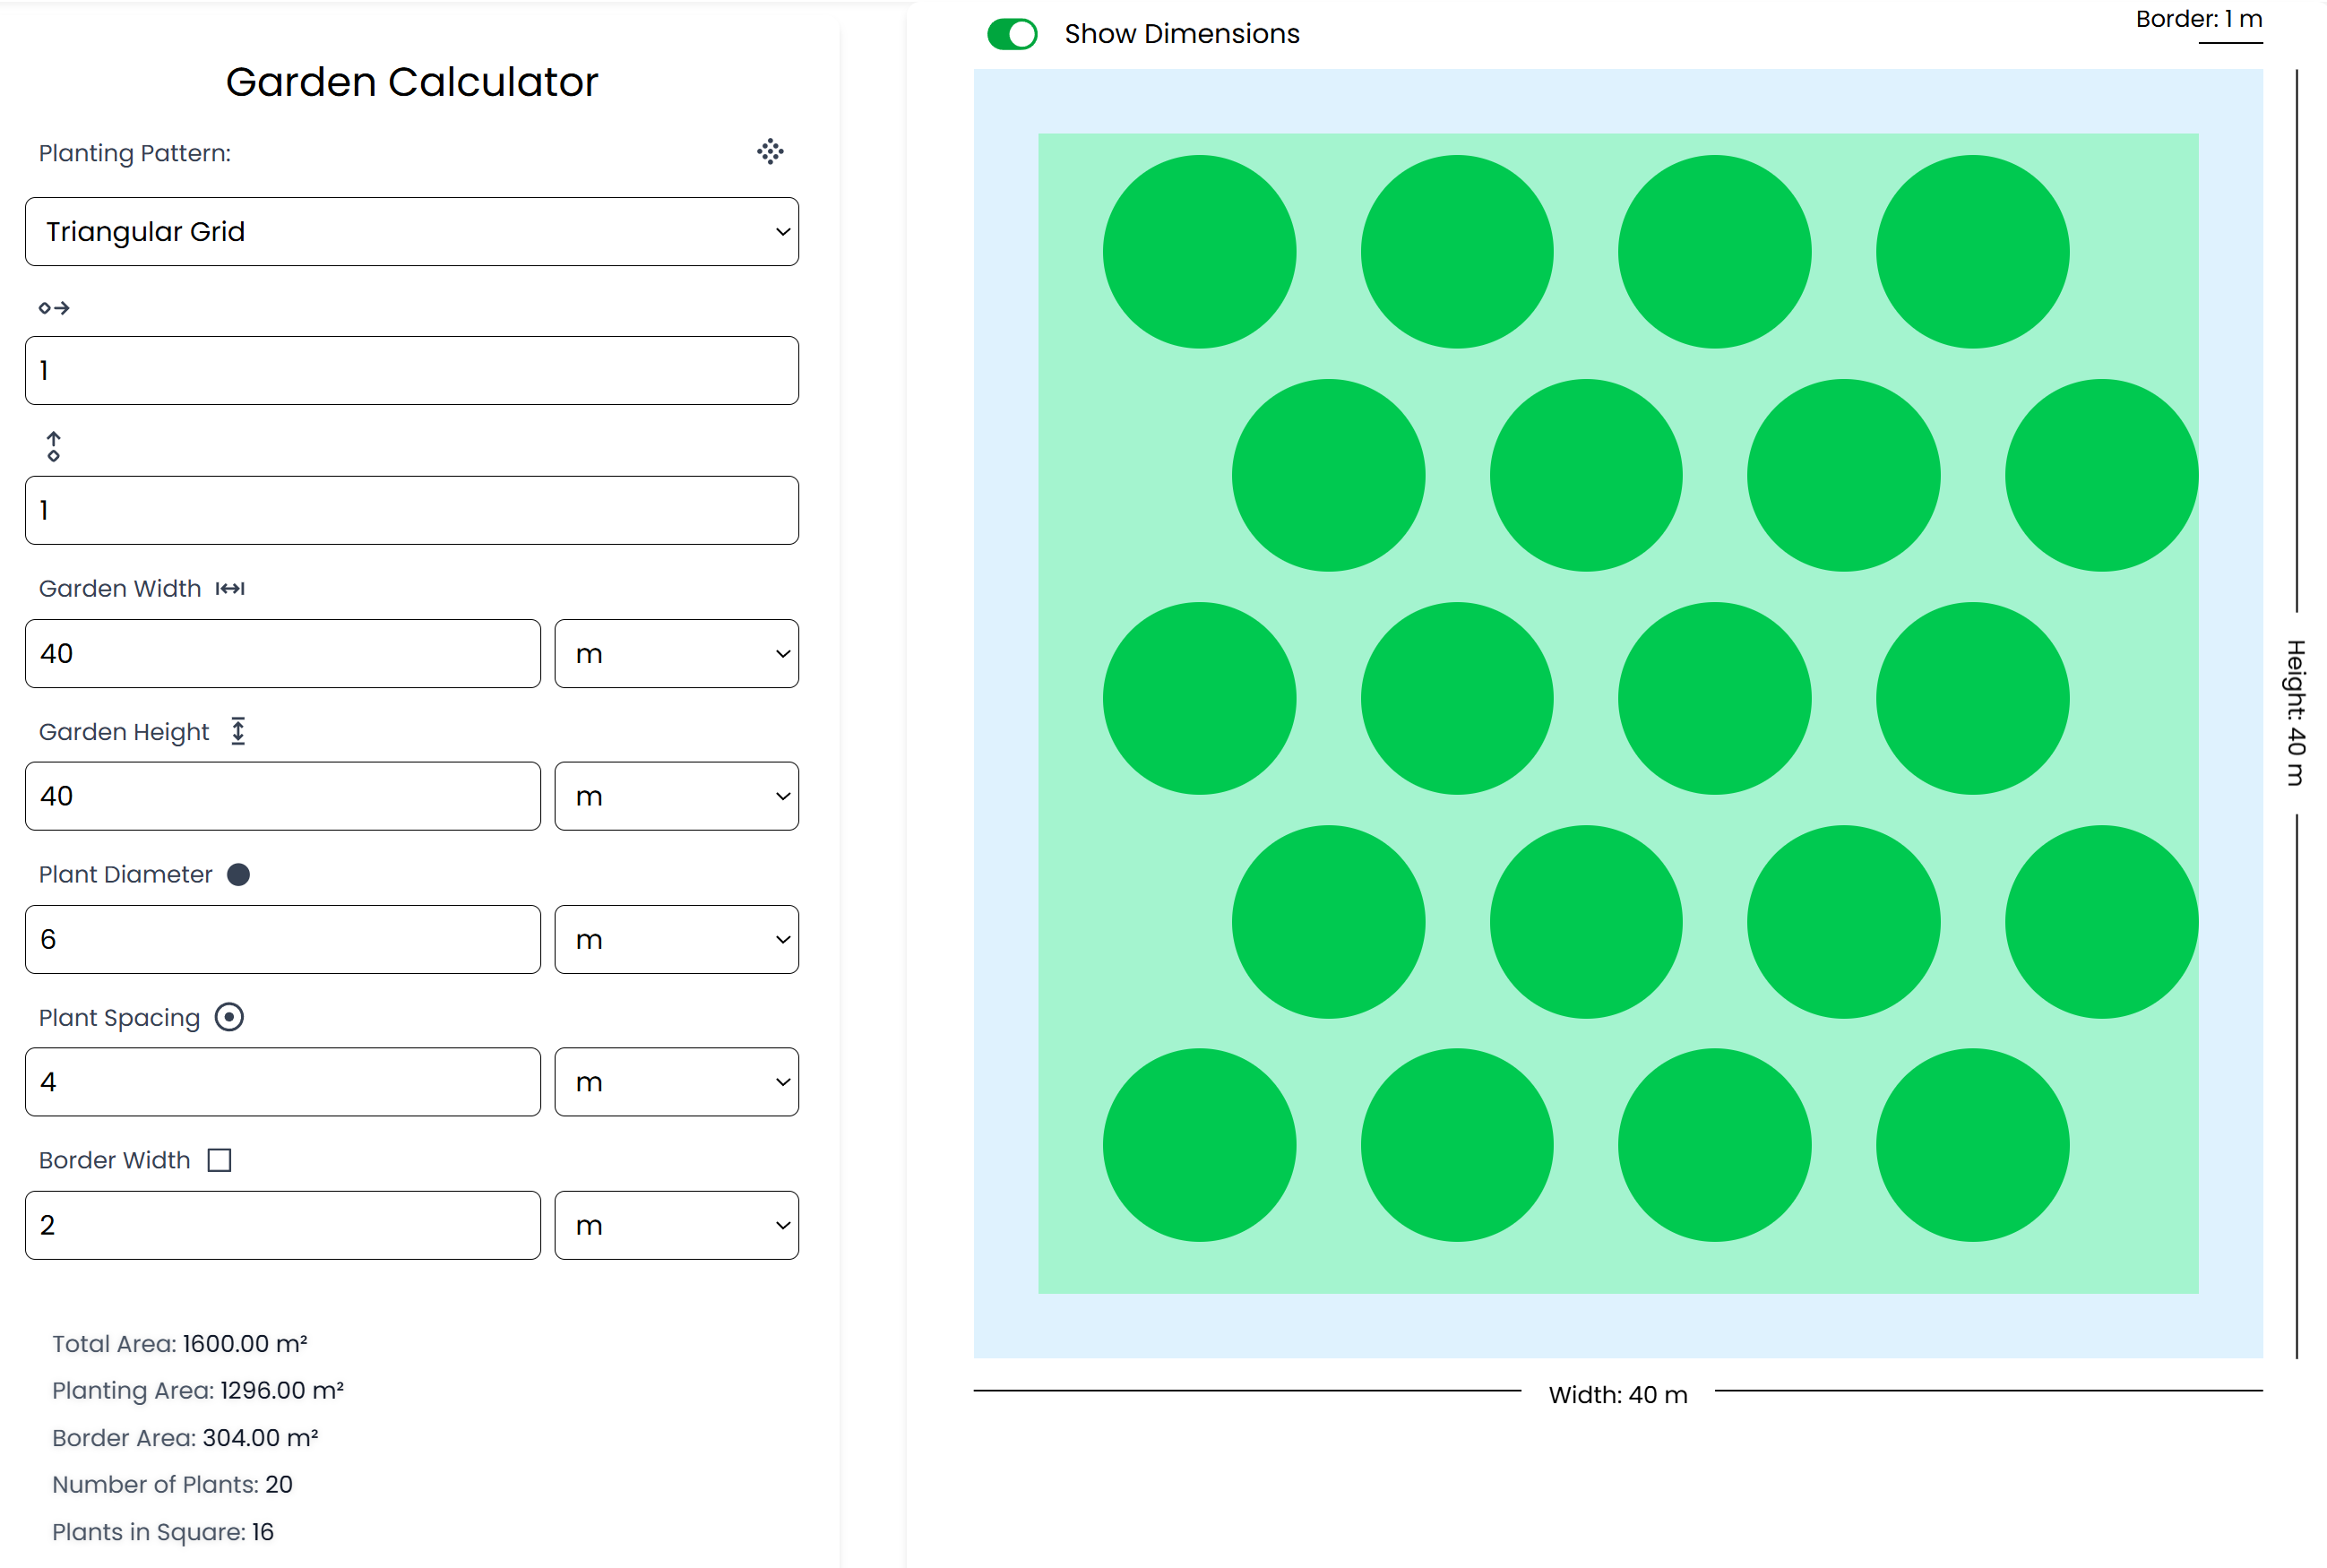 Garden Calculator
Planting Pattern:
Triangular Grid
1
1
Garden Width
40 m
Garden Height
40 m
Plant Diameter
6 m
Plant Spacing
4 m
Border Width
2 m
Total Area: 1600.00 m²
Planting Area: 1296.00 m²
Border Area: 304.00 m²
Number of Plants: 20
Plants in Square: 16
Show Dimensions
Border: 1 m
Height: 40 m
Width: 40 m